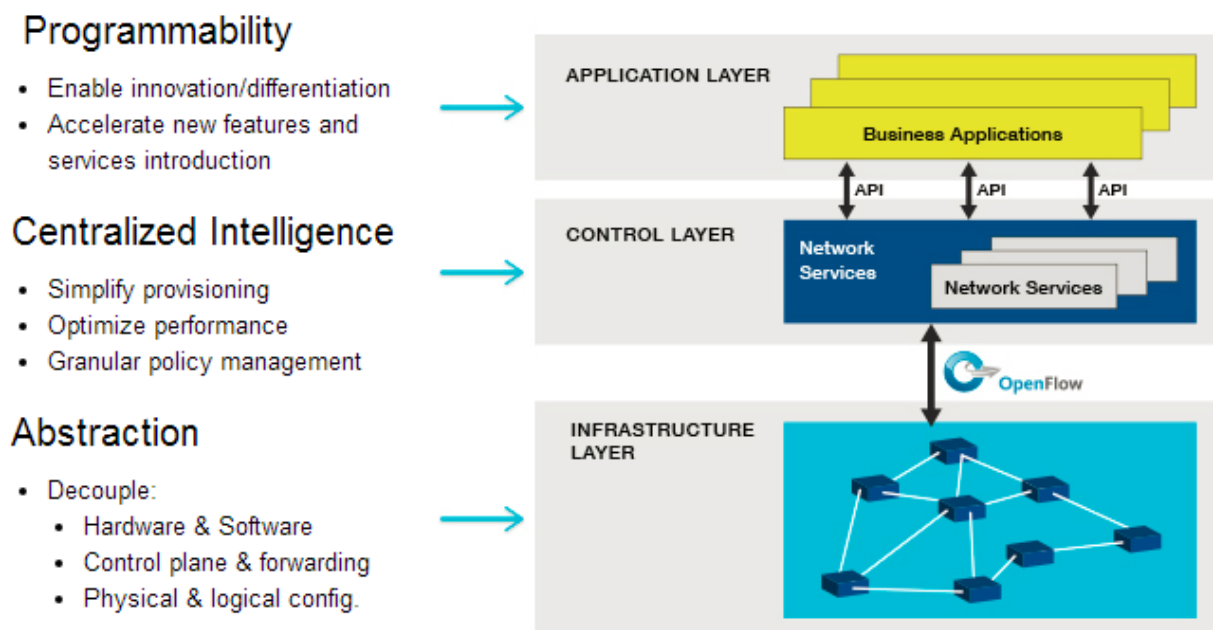 Programmability
• Enable innovation/differentiation
• Accelerate new features and
services introduction
Centralized Intelligence
• Simplify provisioning
• Optimize performance
• Granular policy management
Abstraction
• Decouple:
• Hardware & Software
• Control plane & forwarding
• Physical & logical config.
APPLICATION LAYER
Business Applications
API
API
API
CONTROL LAYER
Network
Services
Network Services
OpenFlow
INFRASTRUCTURE
LAYER